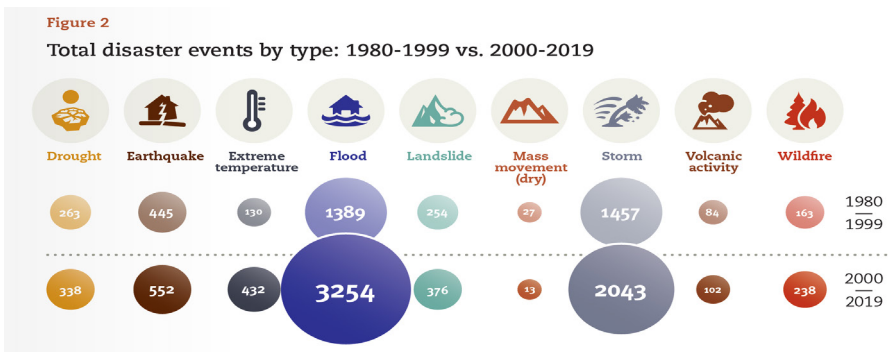 Figure 2
Total disaster events by type: 1980-1999 vs. 2000-2019
Drought
Earthquake
Extreme
temperature
Flood
Landslide
Mass
movement
(dry)
Storm
Volcanic
activity
Wildfire
263
445
130
1389
254
27
1457
84
163
1980
1999
338
552
432
3254
376
13
2043
102
238
2000
2019